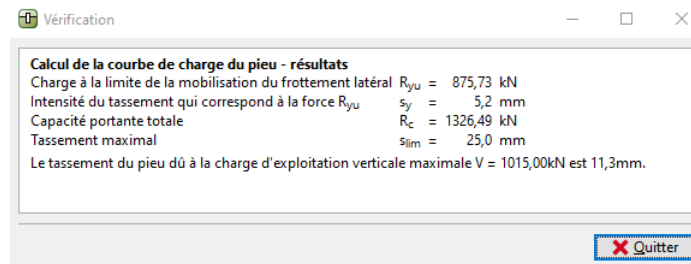 Vérification
Calcul de la courbe de charge du pieu - résultats
Charge à la limite de la mobilisation du frottement latéral Ryu = 875,73 kN
Intensité du tassement qui correspond à la force Ryu sy = 5,2 mm
Capacité portante totale Rc = 1326,49 kN
Tassement maximal slim = 25,0 mm
Le tassement du pieu dû à la charge d'exploitation verticale maximale V = 1015,00kN est 11,3mm.
Quitter